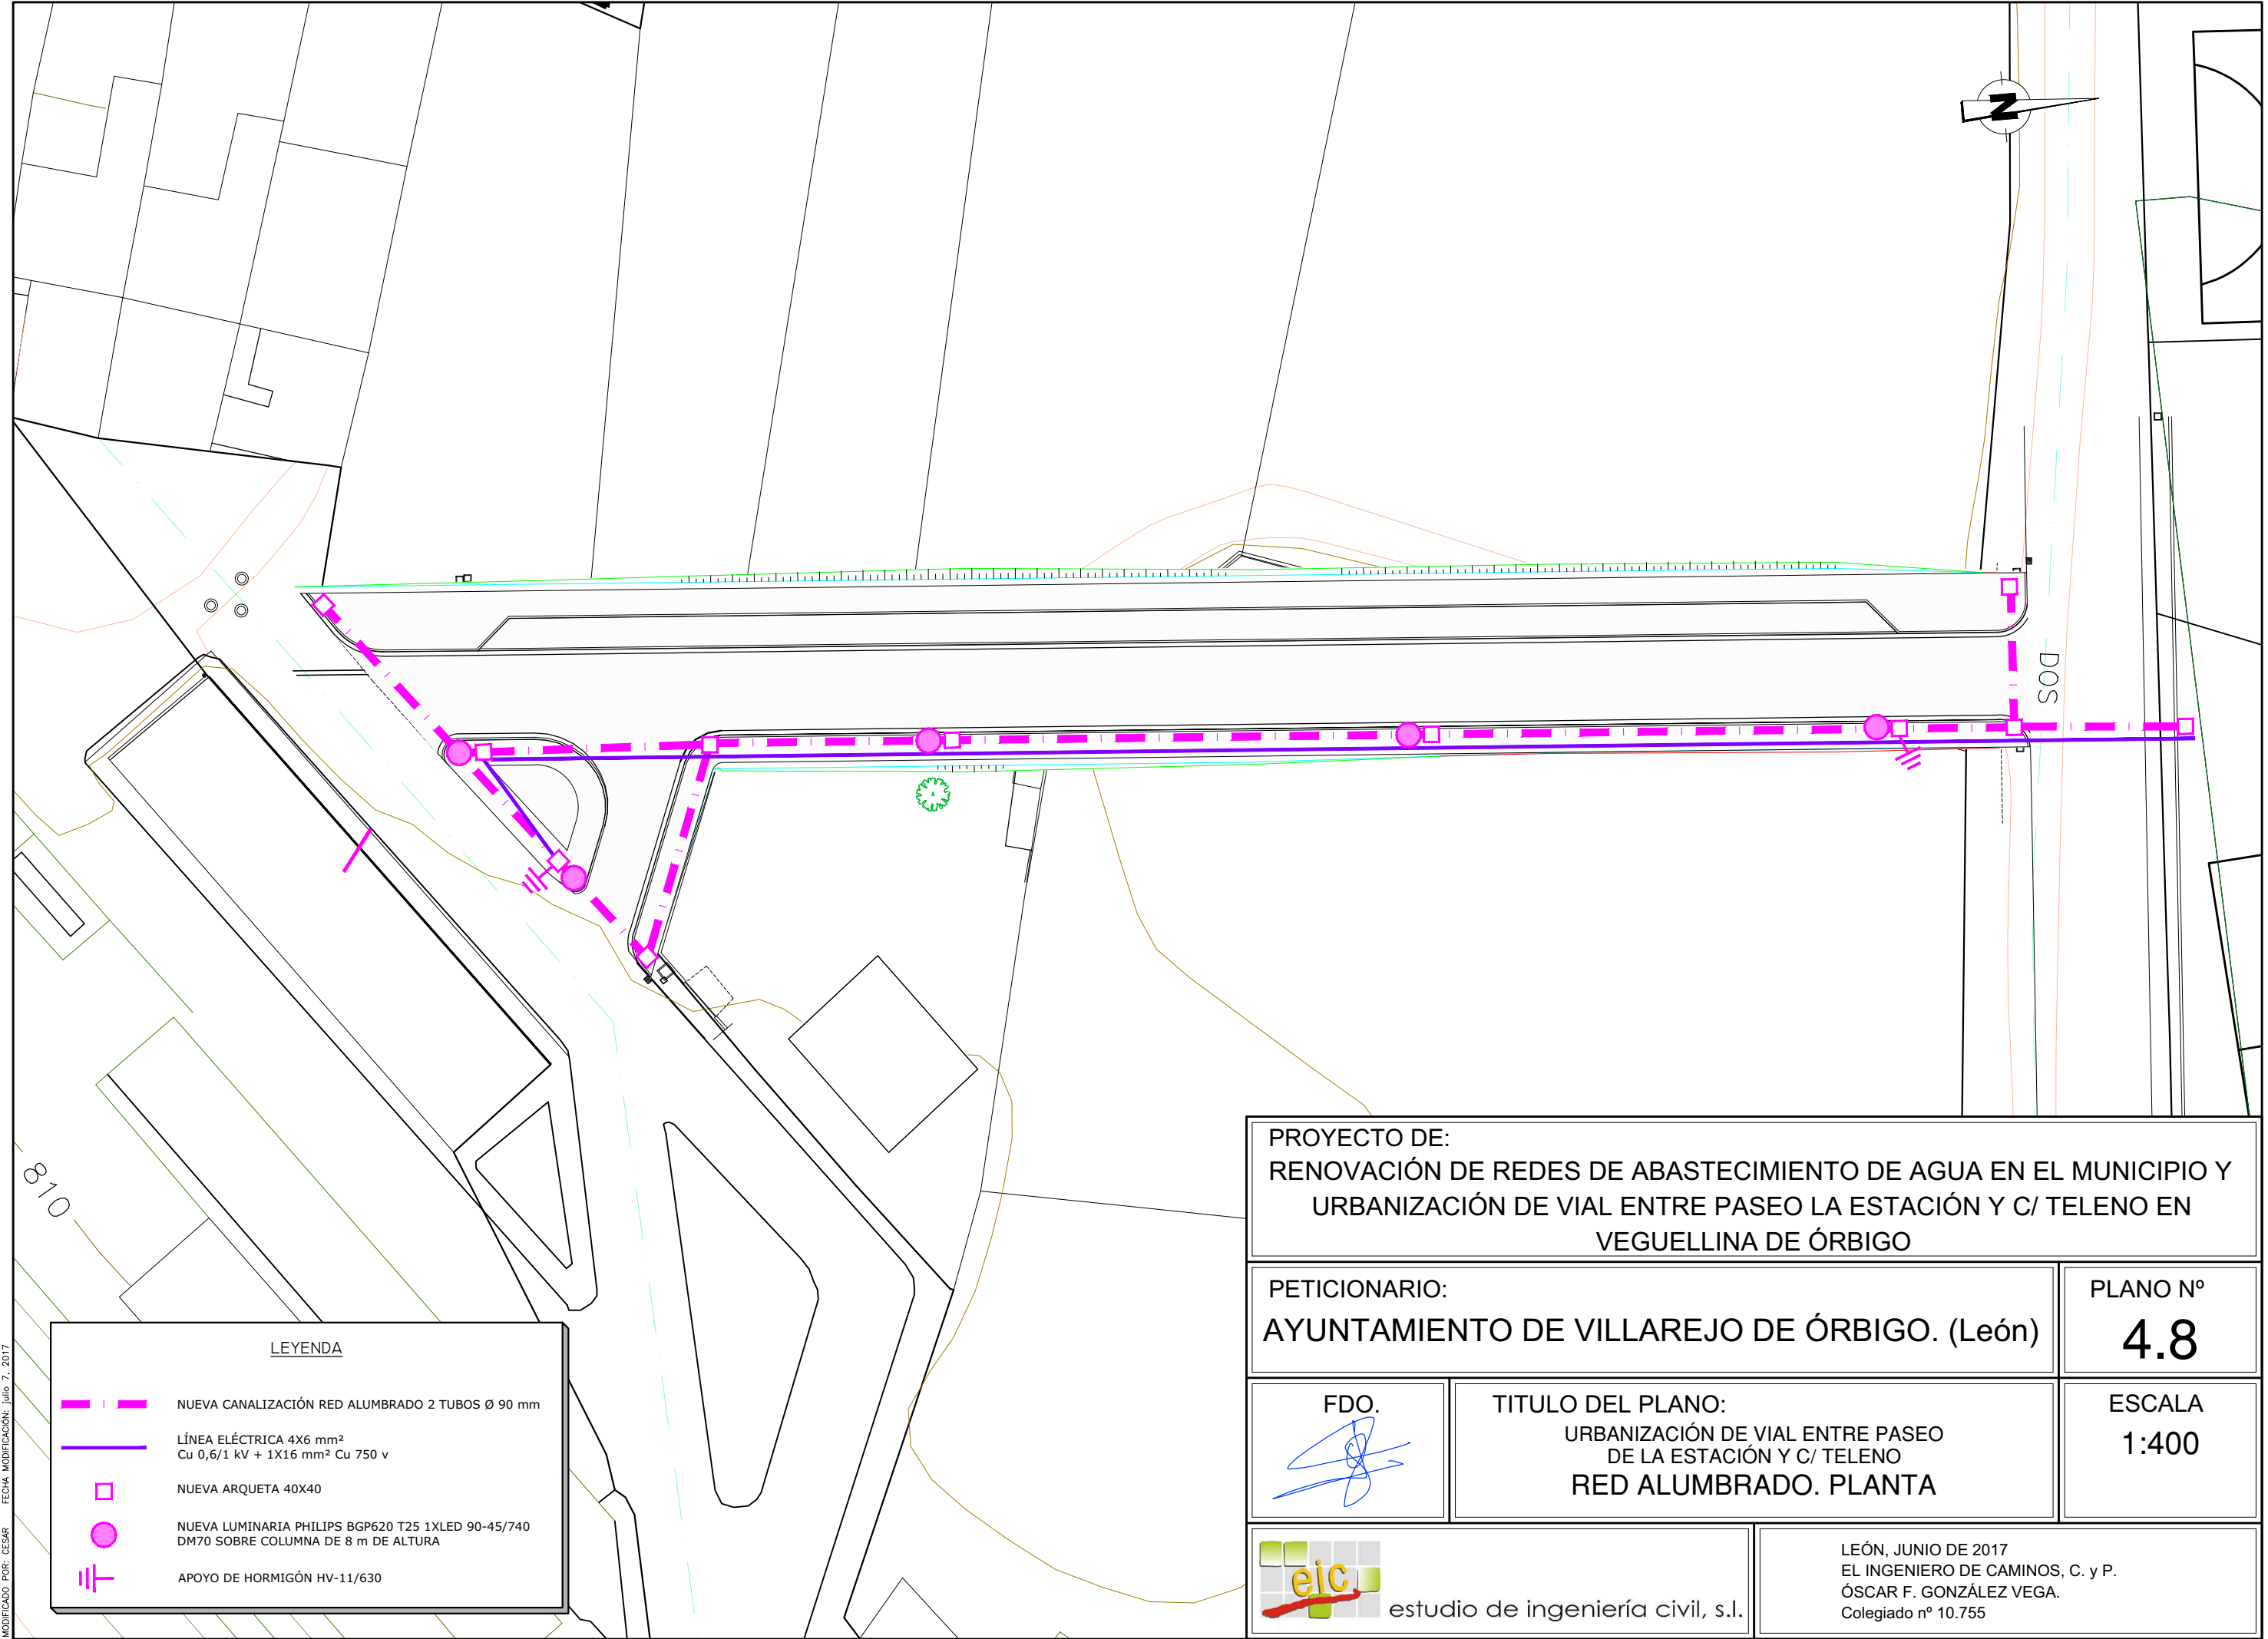 N
DOS
810
PROYECTO DE:
RENOVACIÓN DE REDES DE ABASTECIMIENTO DE AGUA EN EL MUNICIPIO Y
URBANIZACIÓN DE VIAL ENTRE PASEO LA ESTACIÓN Y C/ TELENO EN
VEGUELLINA DE ÓRBIGO
PETICIONARIO:
AYUNTAMIENTO DE VILLAREJO DE ÓRBIGO. (León)
PLANO Nº
4.8
FDO.
TITULO DEL PLANO:
URBANIZACIÓN DE VIAL ENTRE PASEO
DE LA ESTACIÓN Y C/ TELENO
RED ALUMBRADO. PLANTA
ESCALA
1:400
eic
estudio de ingeniería civil, s.l.
LEÓN, JUNIO DE 2017
EL INGENIERO DE CAMINOS, C. y P.
ÓSCAR F. GONZÁLEZ VEGA.
Colegiado nº 10.755
LEYENDA
NUEVA CANALIZACIÓN RED ALUMBRADO 2 TUBOS Ø 90 mm
LÍNEA ELÉCTRICA 4X6 mm²
Cu 0,6/1 kV + 1X16 mm² Cu 750 v
NUEVA ARQUETA 40X40
NUEVA LUMINARIA PHILIPS BGP620 T25 1XLED 90-45/740
DM70 SOBRE COLUMNA DE 8 m DE ALTURA
APOYO DE HORMIGÓN HV-11/630
MODIFICADO POR: CESAR FECHA MODIFICACIÓN: julio 7, 2017